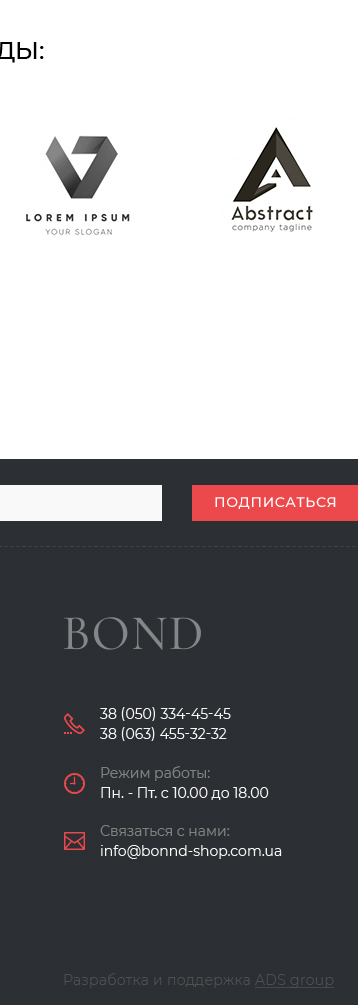 ДЫ:
LOREM IPSUM
YOUR SLOGAN
Abstract
company tagline
ПОДПИСАТЬСЯ
BOND
38 (050) 334-45-45
38 (063) 455-32-32
Режим работы:
Пн. - Пт. с 10.00 до 18.00
Связаться с нами:
info@bonnd-shop.com.ua
Разработка и поддержка ADS group